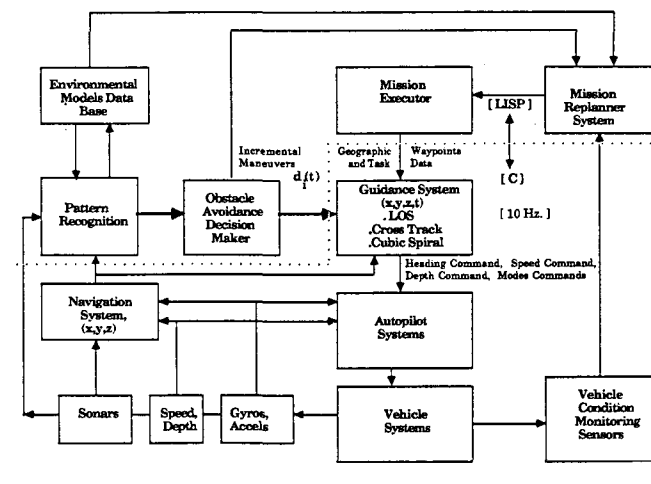 Environmental
Models Data
Base
Mission
Executor
[ LISP ]
Mission
Replanner
System
Incremental
Maneuvers
d i (t)
Geographic
and Task
Waypoints
Data
[ C ]
[ 10 Hz. ]
Pattern
Recognition
Obstacle
Avoidance
Decision
Maker
Guidance System
(x,y,z,t)
. LOS
.Cross Track
.Cubic Spiral
Heading Command, Speed Command,
Depth Command, Modes Commands
Navigation
System,
(x,y,z)
Autopilot
Systems
Sonars
Speed,
Depth
Gyros,
Accels
Vehicle
Systems
Vehicle
Condition
Monitoring
Sensors